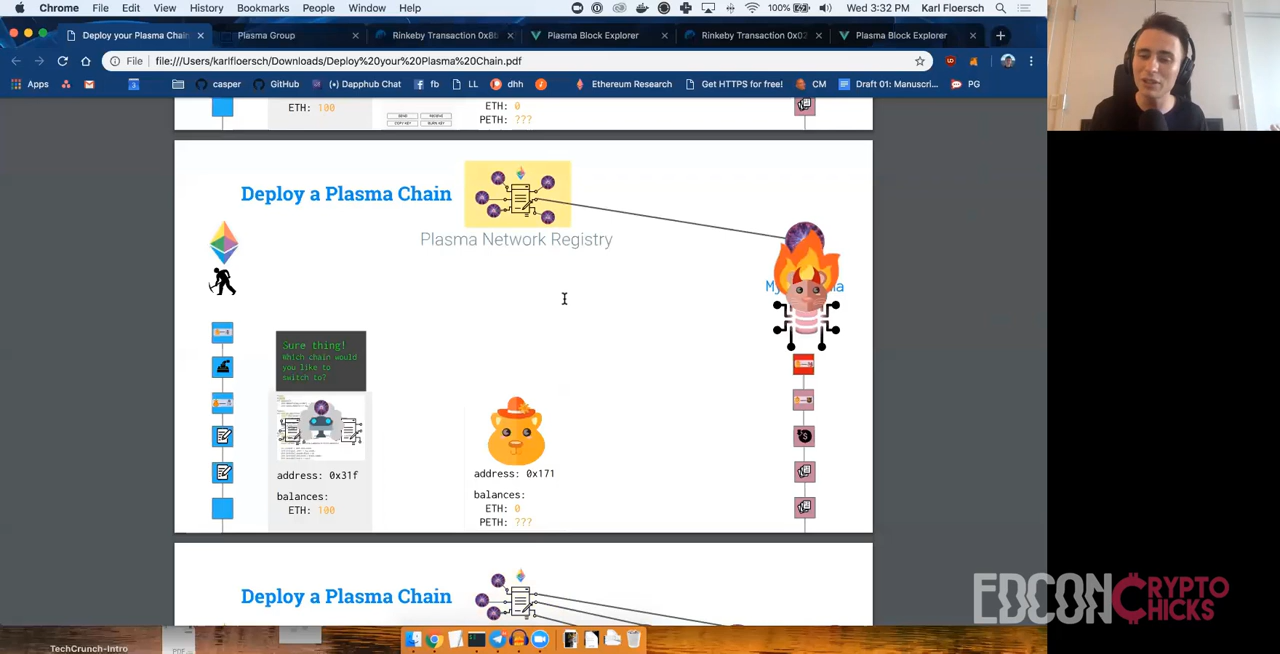 Chrome File Edit View History Bookmarks People Window Help
100% Wed 3:32 PM Karl Floersch
Deploy your Plasma Chain
Plasma Group
Rinkeby Transaction 0x8b
Plasma Block Explorer
Rinkeby Transaction 0x02
Plasma Block Explorer
File file:///Users/karlfloersch/Downloads/Deploy%20your%20Plasma%20Chain.pdf
Apps
casper
GitHub
(•) Dapphub Chat
fb
LL
dhh
Ethereum Research
Get HTTPS for free!
CM
Draft 01: Manuscri...
PG
ETH: 100
ETH: 0
PETH: ???
Deploy a Plasma Chain
Plasma Network Registry
Sure thing!
Which chain would
you like to
switch to?
address: 0x31f
balances:
ETH: 100
address: 0x171
balances:
ETH: 0
PETH: ???
Deploy a Plasma Chain
EDCON CRYPTO
CHICKS
TechCrunch-Intro
PDF